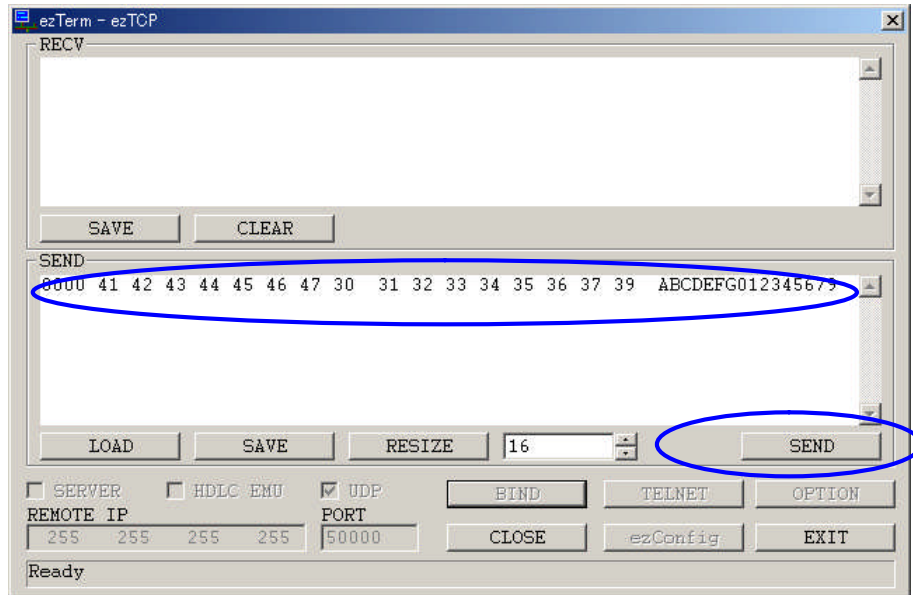 ezTerm - ezTCP
RECV
SAVE CLEAR
SEND
0000 41 42 43 44 45 46 47 30 31 32 33 34 35 36 37 39 ABCDEFG012345679
LOAD SAVE RESIZE 16 SEND
SERVER HDLC EMU UDP BIND TELNET OPTION
REMOTE IP PORT
255 255 255 255 50000 CLOSE ezConfig EXIT
Ready